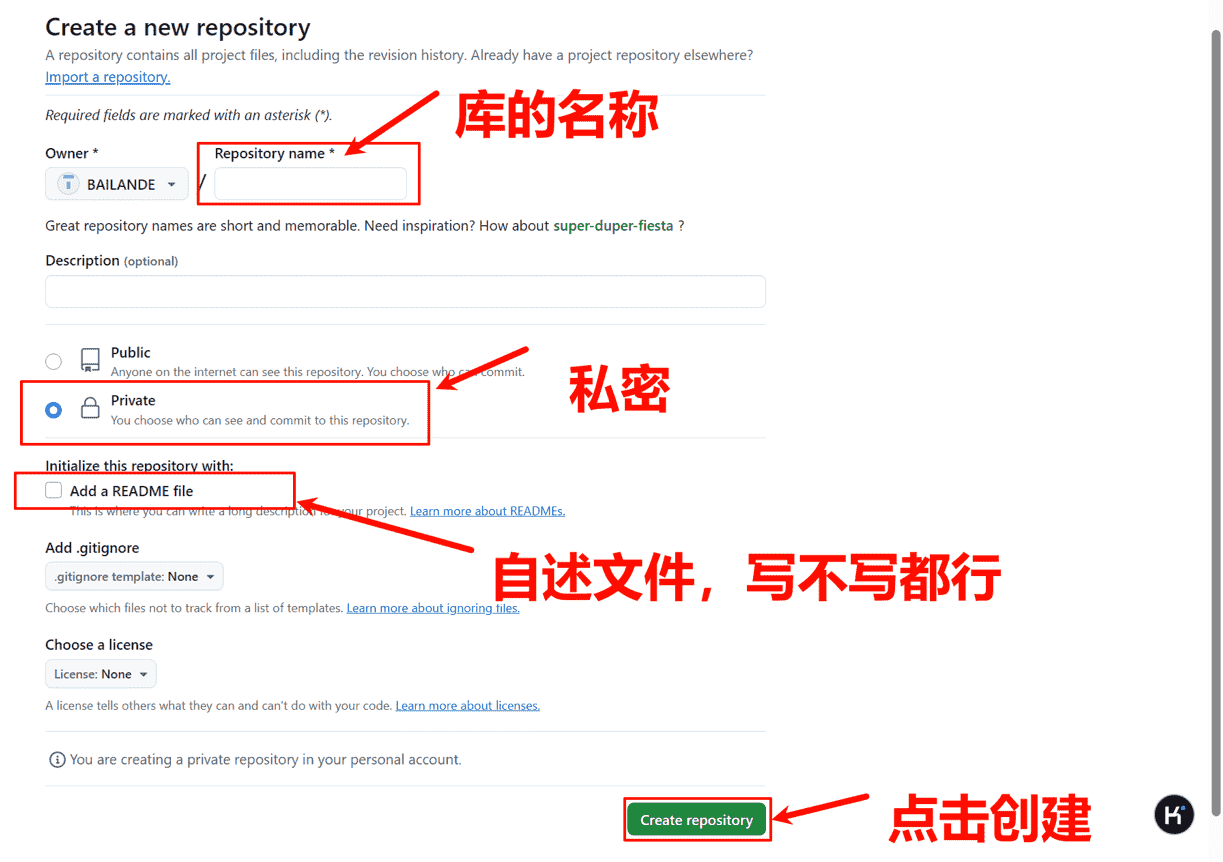 Create a new repository
A repository contains all project files, including the revision history. Already have a project repository elsewhere?
Import a repository.
Required fields are marked with an asterisk (*).
库的名称
Owner *
Repository name *
BAILANDE
/
Great repository names are short and memorable. Need inspiration? How about super-duper-fiesta ?
Description (optional)
Public
Anyone on the internet can see this repository. You choose who can commit.
Private
You choose who can see and commit to this repository.
私密
Initialize this repository with:
Add a README file
This is where you can write a long description for your project. Learn more about READMEs.
自述文件，写不写都行
Add .gitignore
.gitignore template: None
Choose which files not to track from a list of templates. Learn more about ignoring files.
Choose a license
License: None
A license tells others what they can and can't do with your code. Learn more about licenses.
You are creating a private repository in your personal account.
Create repository
点击创建
K